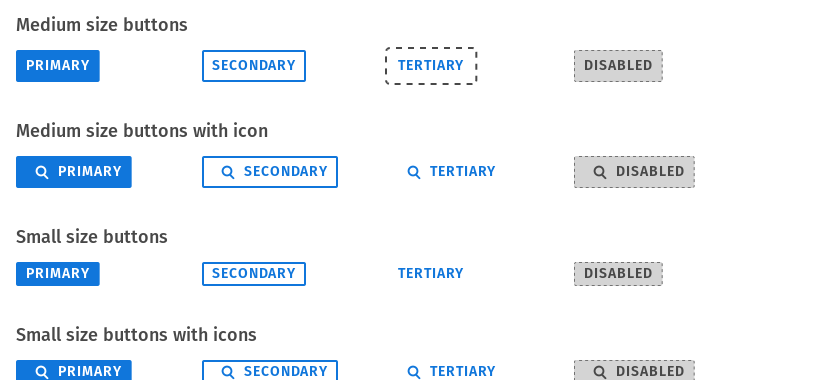 Medium size buttons
PRIMARY SECONDARY TERTIARY DISABLED
Medium size buttons with icon
PRIMARY SECONDARY TERTIARY DISABLED
Small size buttons
PRIMARY SECONDARY TERTIARY DISABLED
Small size buttons with icons
PRIMARY SECONDARY TERTIARY DISABLED